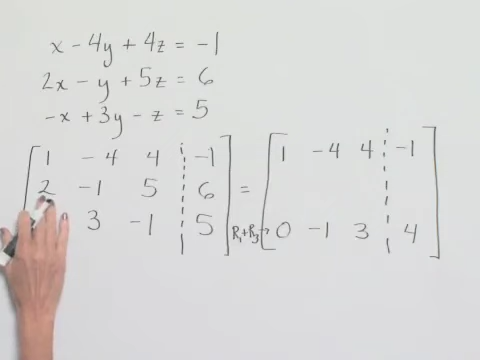 x - 4y + 4z = -1
2x - y + 5z = 6
-x + 3y - z = 5
1 -4 4 -1 1 -4 4 -1
2 -1 5 6 =
3 -1 5 R₁+R₃→ 0 -1 3 4